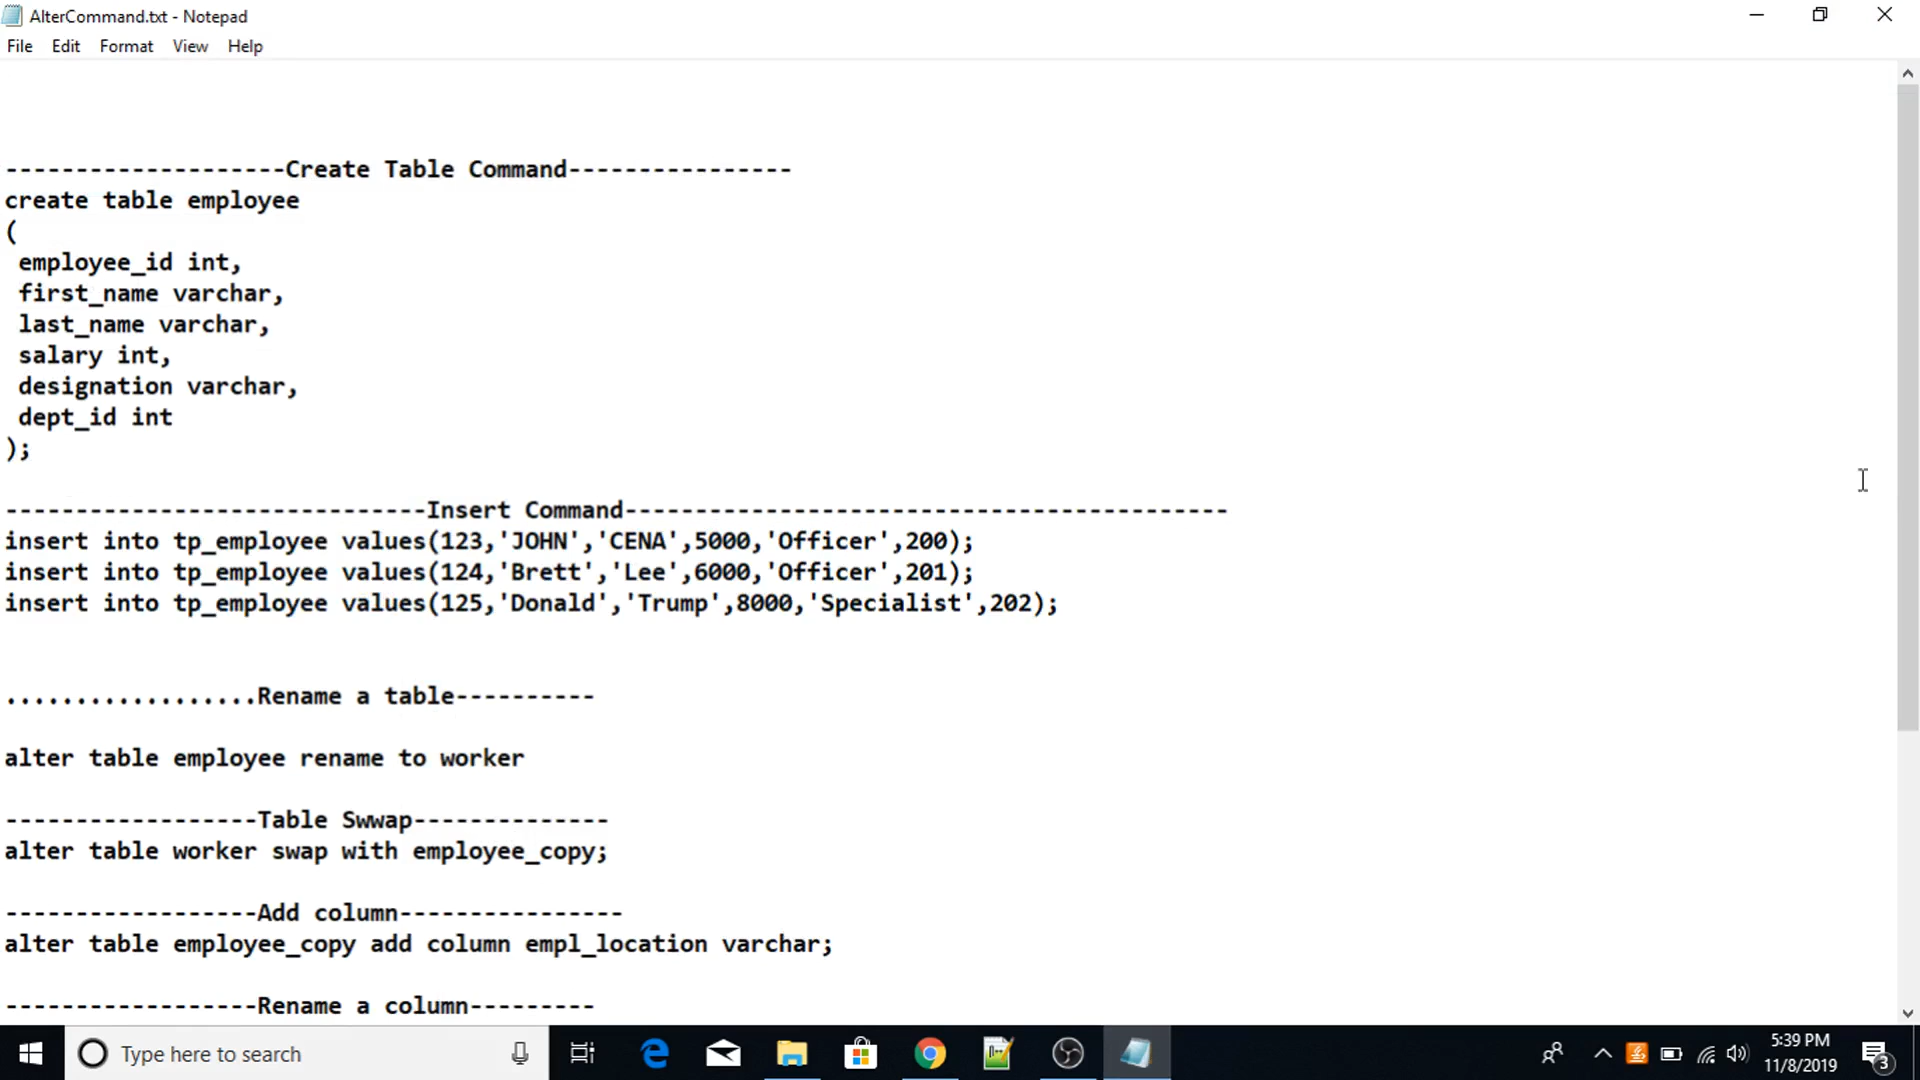 AlterCommand.txt - Notepad
File Edit Format View Help
--------------------Create Table Command----------------
create table employee
(
employee_id int,
first_name varchar,
last_name varchar,
salary int,
designation varchar,
dept_id int
);
------------------------------Insert Command-------------------------------------------
insert into tp_employee values(123,'JOHN','CENA',5000,'Officer',200);
insert into tp_employee values(124,'Brett','Lee',6000,'Officer',201);
insert into tp_employee values(125,'Donald','Trump',8000,'Specialist',202);
..................Rename a table----------
alter table employee rename to worker
------------------Table Swwap--------------
alter table worker swap with employee_copy;
------------------Add column----------------
alter table employee_copy add column empl_location varchar;
------------------Rename a column---------
Type here to search
5:39 PM
11/8/2019
3